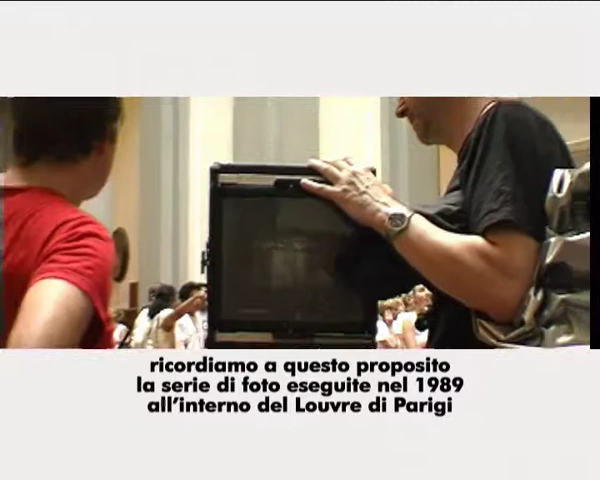 ricordiamo a questo proposito
la serie di foto eseguite nel 1989
all'interno del Louvre di Parigi